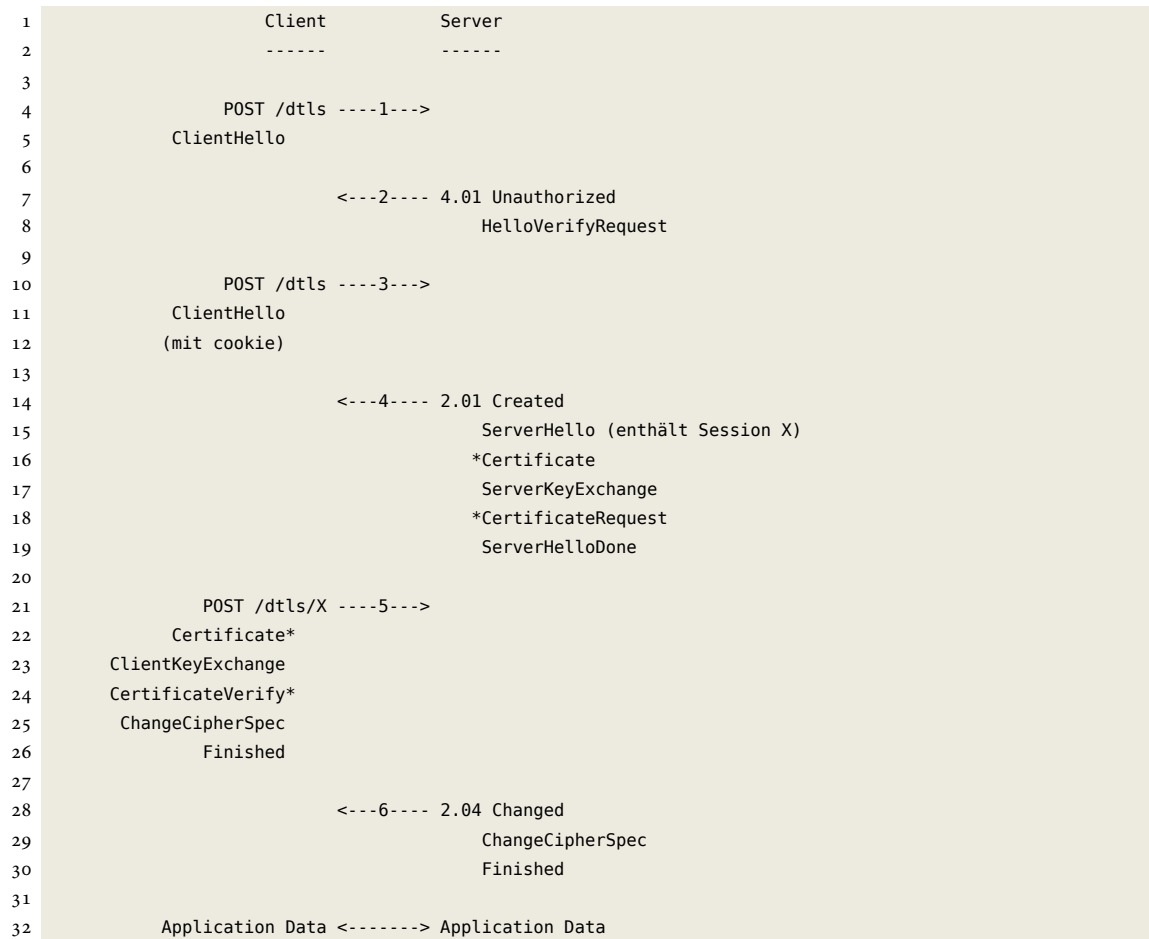 1 Client Server
2 ------ ------
3
4 POST /dtls ----1--->
5 ClientHello
6
7 <---2---- 4.01 Unauthorized
8 HelloVerifyRequest
9
10 POST /dtls ----3--->
11 ClientHello
12 (mit cookie)
13
14 <---4---- 2.01 Created
15 ServerHello (enthält Session X)
16 *Certificate
17 ServerKeyExchange
18 *CertificateRequest
19 ServerHelloDone
20
21 POST /dtls/X ----5--->
22 Certificate*
23 ClientKeyExchange
24 CertificateVerify*
25 ChangeCipherSpec
26 Finished
27
28 <---6---- 2.04 Changed
29 ChangeCipherSpec
30 Finished
31
32 Application Data <-------> Application Data